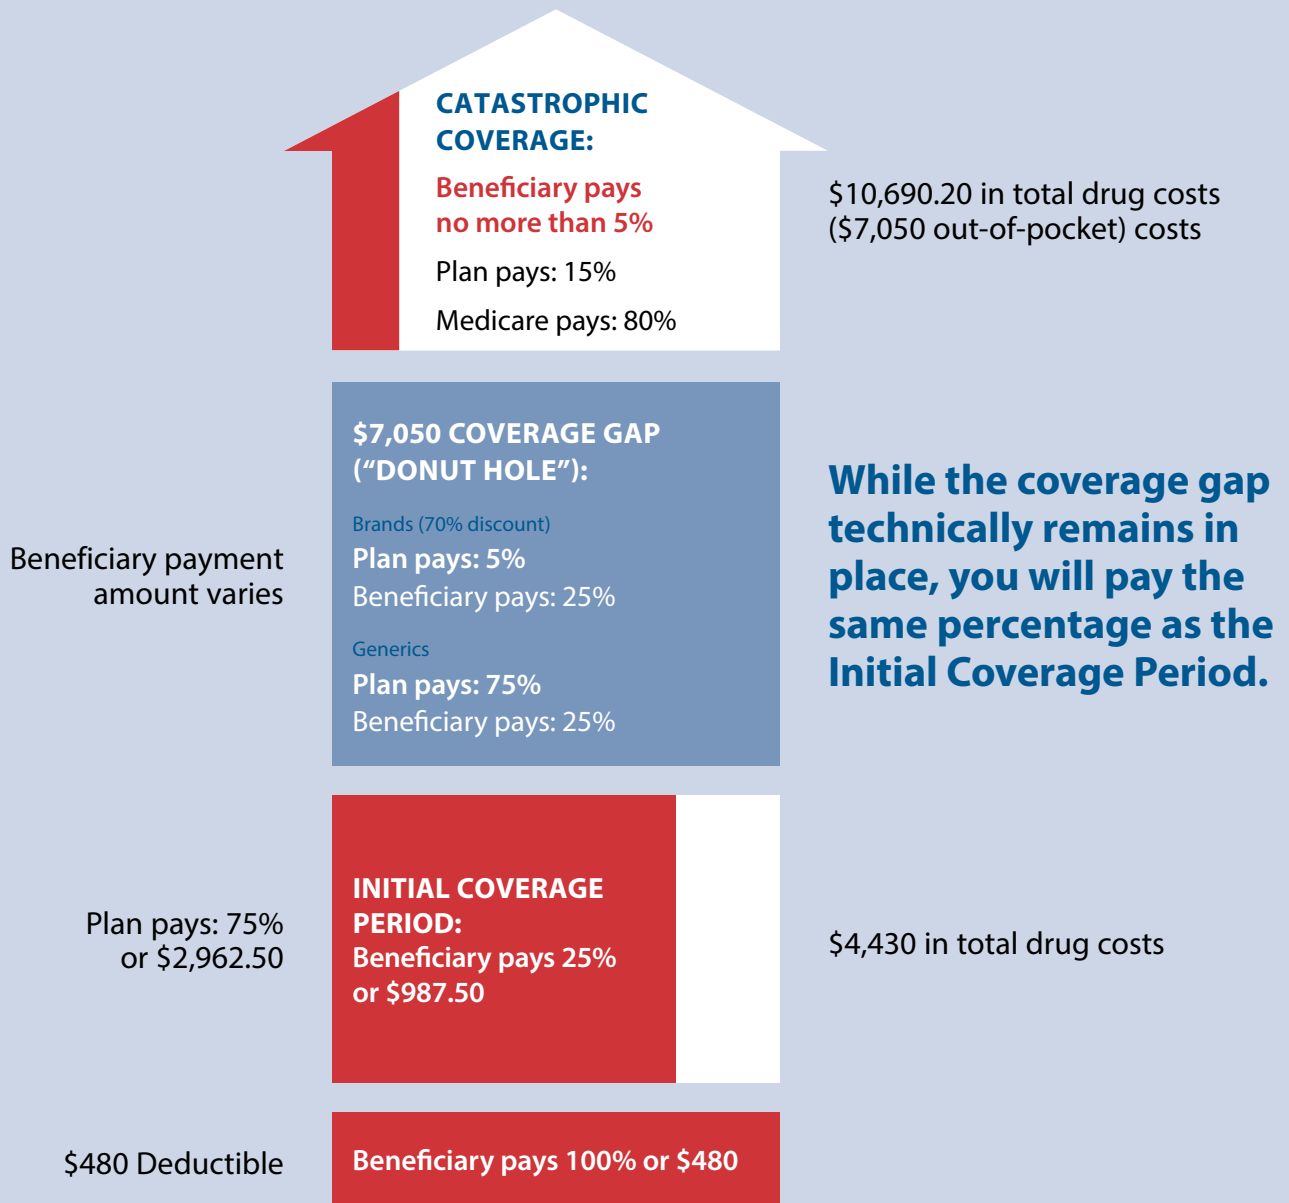 CATASTROPHIC
COVERAGE:
Beneficiary pays
no more than 5%
Plan pays: 15%
Medicare pays: 80%
$10,690.20 in total drug costs
($7,050 out-of-pocket) costs
$7,050 COVERAGE GAP
(“DONUT HOLE”):
Brands (70% discount)
Plan pays: 5%
Beneficiary pays: 25%
Generics
Plan pays: 75%
Beneficiary pays: 25%
Beneficiary payment
amount varies
While the coverage gap
technically remains in
place, you will pay the
same percentage as the
Initial Coverage Period.
Plan pays: 75%
or $2,962.50
INITIAL COVERAGE
PERIOD:
Beneficiary pays 25%
or $987.50
$4,430 in total drug costs
$480 Deductible
Beneficiary pays 100% or $480